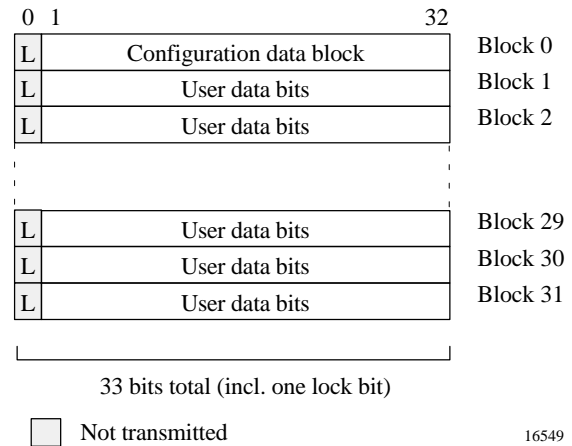 0 1 32
L Configuration data block Block 0
L User data bits Block 1
L User data bits Block 2
L User data bits Block 29
L User data bits Block 30
L User data bits Block 31
33 bits total (incl. one lock bit)
Not transmitted 16549